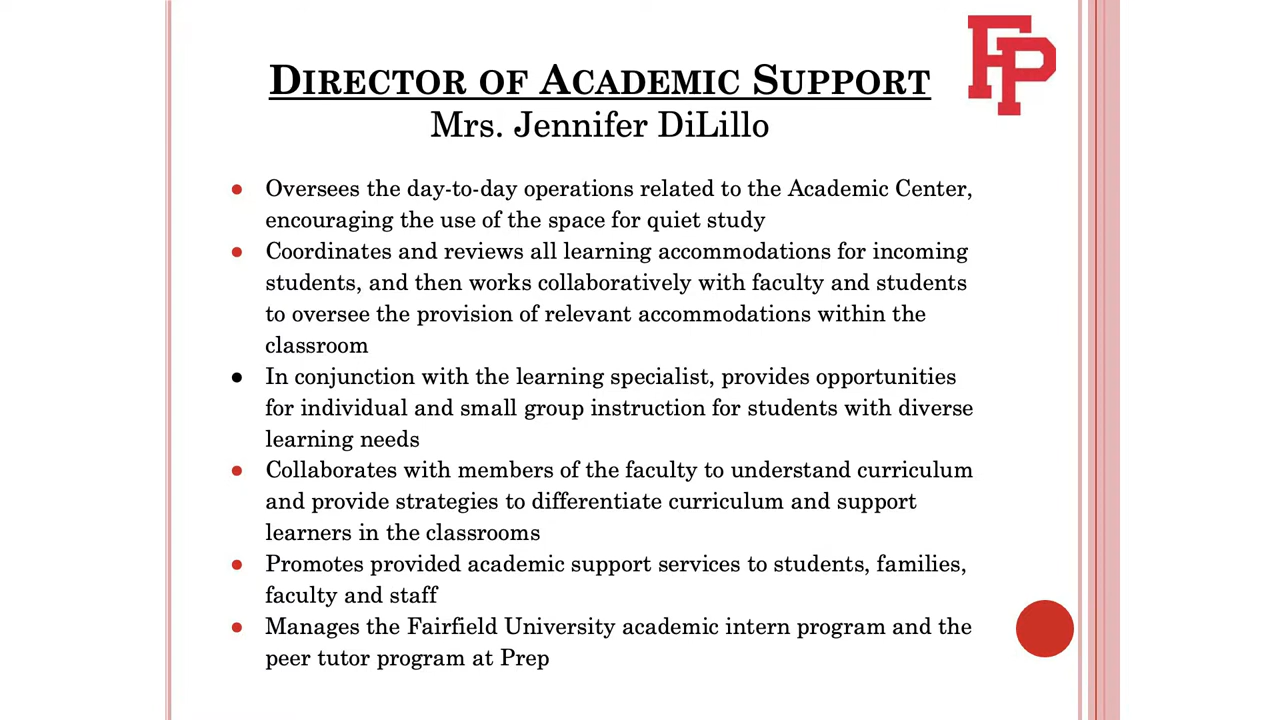 FP
DIRECTOR OF ACADEMIC SUPPORT
Mrs. Jennifer DiLillo
● Oversees the day-to-day operations related to the Academic Center,
encouraging the use of the space for quiet study
● Coordinates and reviews all learning accommodations for incoming
students, and then works collaboratively with faculty and students
to oversee the provision of relevant accommodations within the
classroom
● In conjunction with the learning specialist, provides opportunities
for individual and small group instruction for students with diverse
learning needs
● Collaborates with members of the faculty to understand curriculum
and provide strategies to differentiate curriculum and support
learners in the classrooms
● Promotes provided academic support services to students, families,
faculty and staff
● Manages the Fairfield University academic intern program and the
peer tutor program at Prep